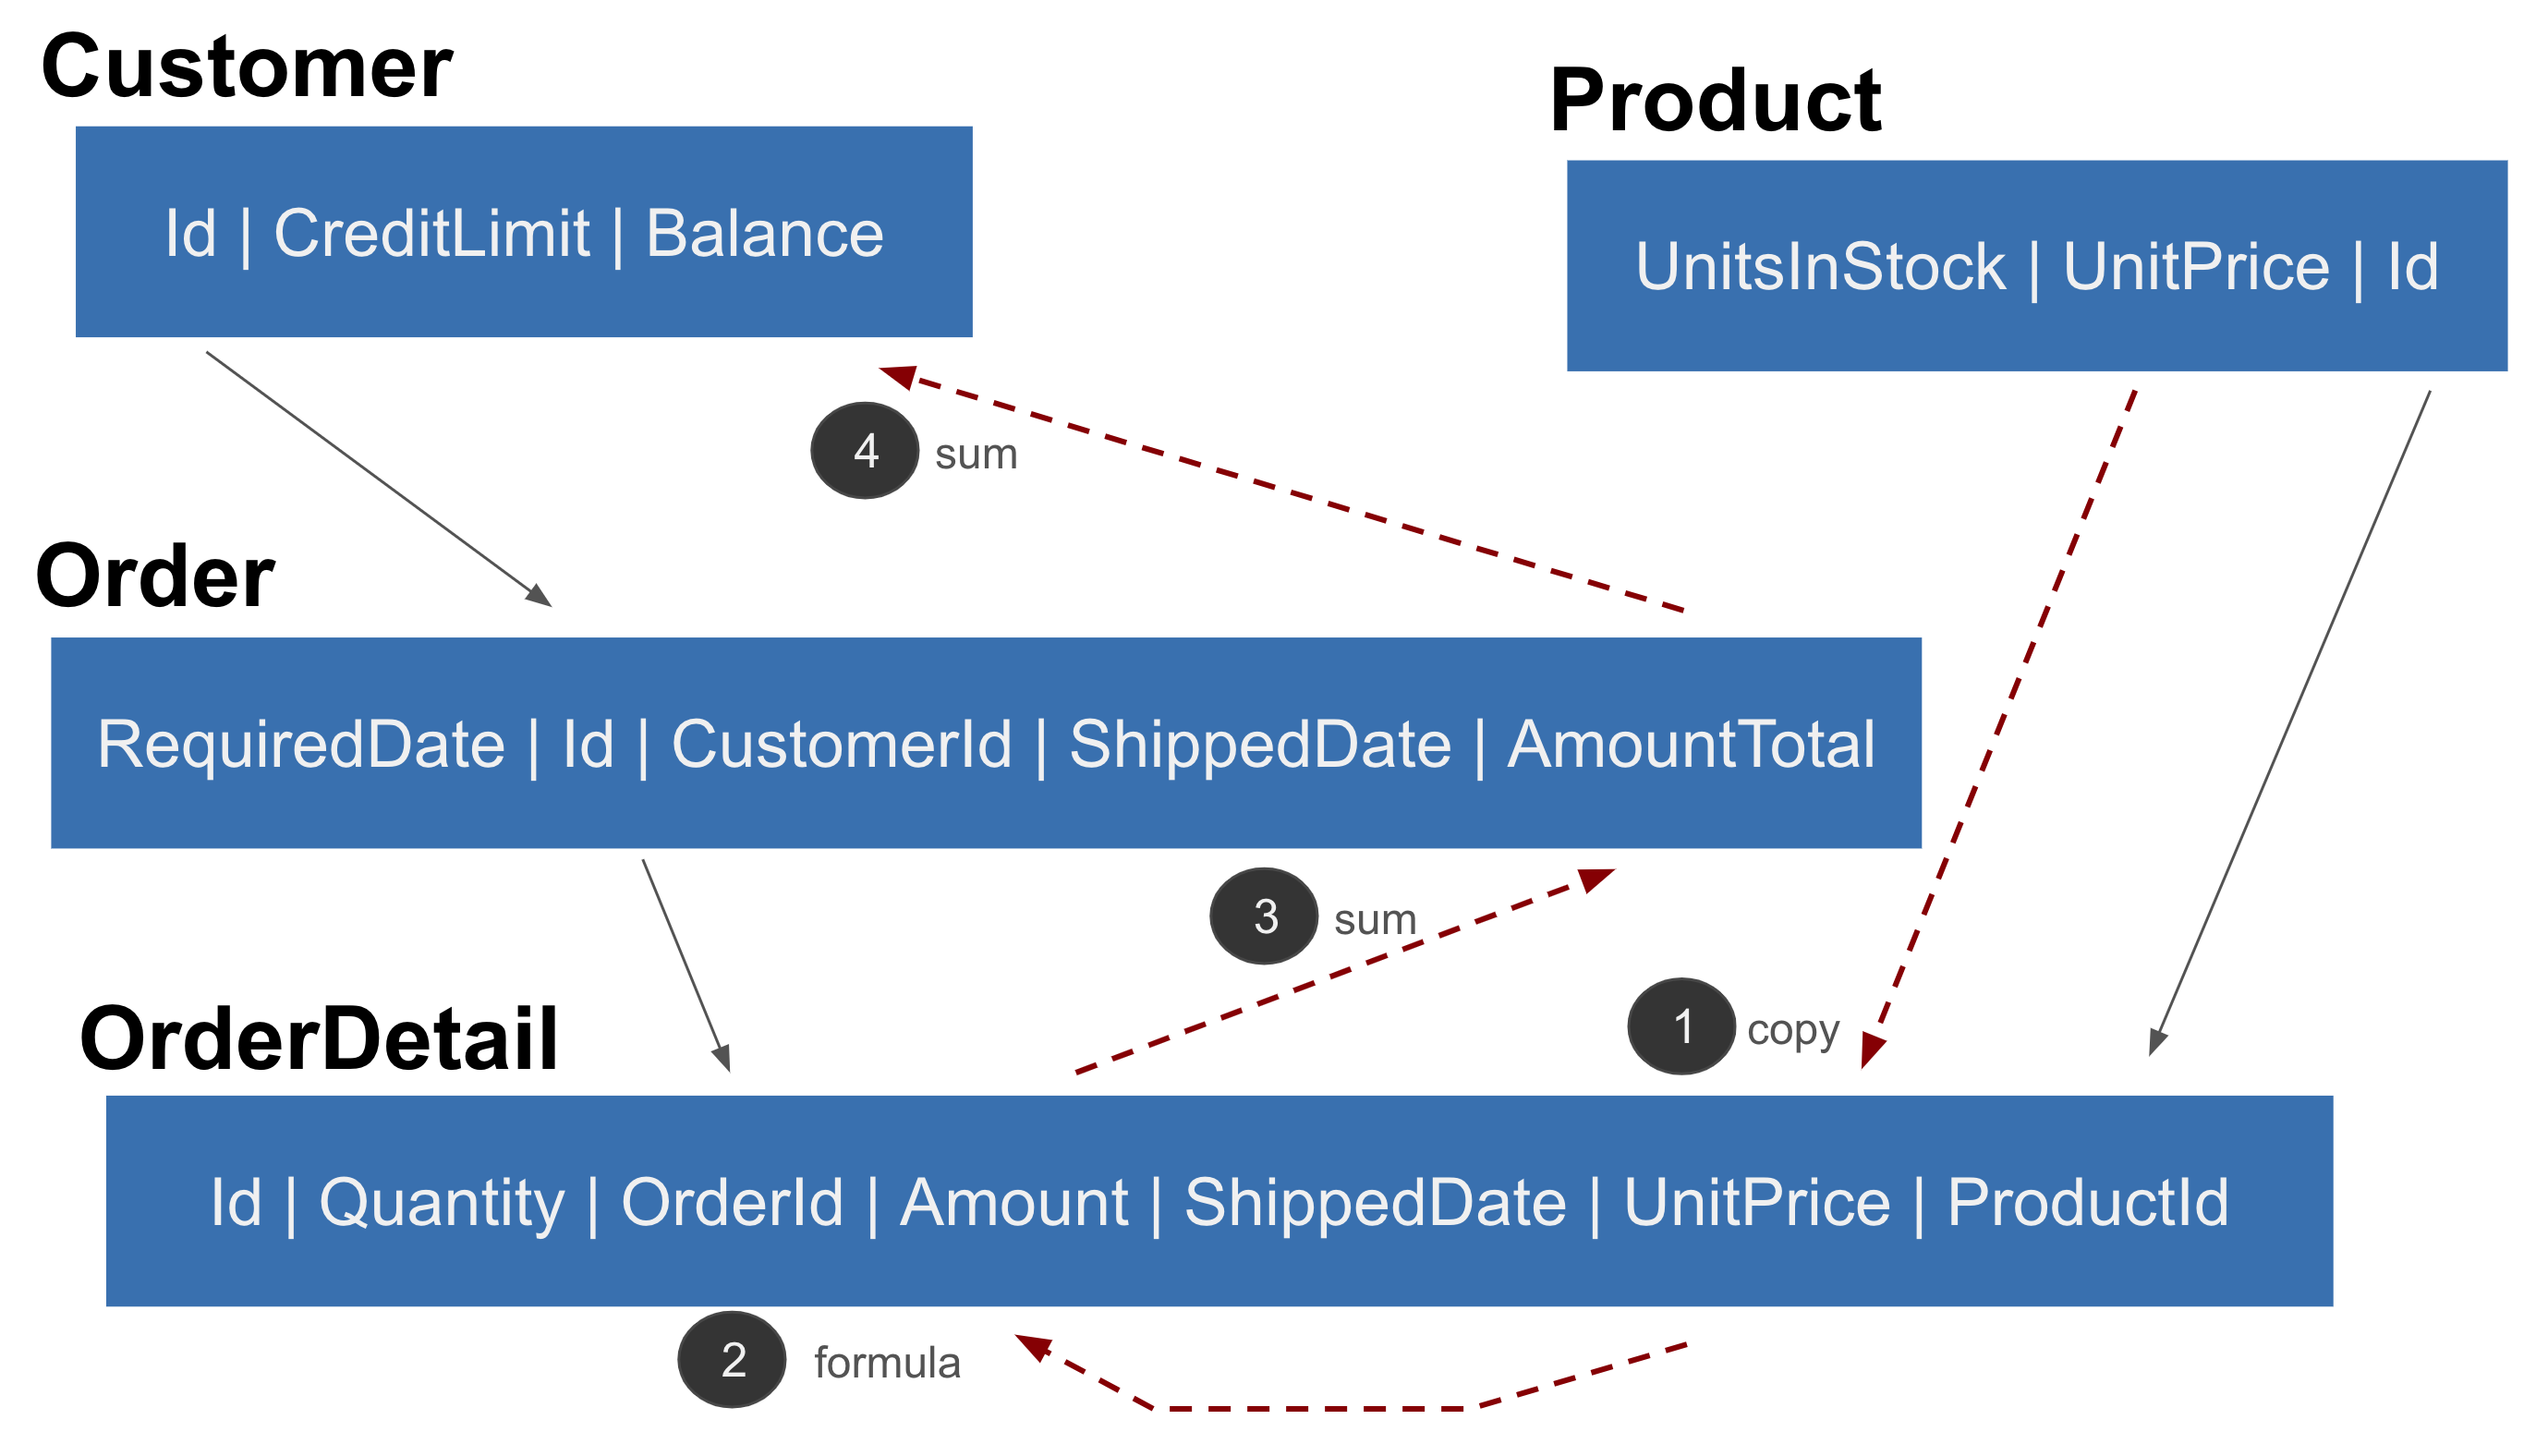 Customer
Product
Id | CreditLimit | Balance
UnitsInStock | UnitPrice | Id
4 sum
Order
RequiredDate | Id | CustomerId | ShippedDate | AmountTotal
3 sum
1 copy
OrderDetail
Id | Quantity | OrderId | Amount | ShippedDate | UnitPrice | ProductId
2 formula